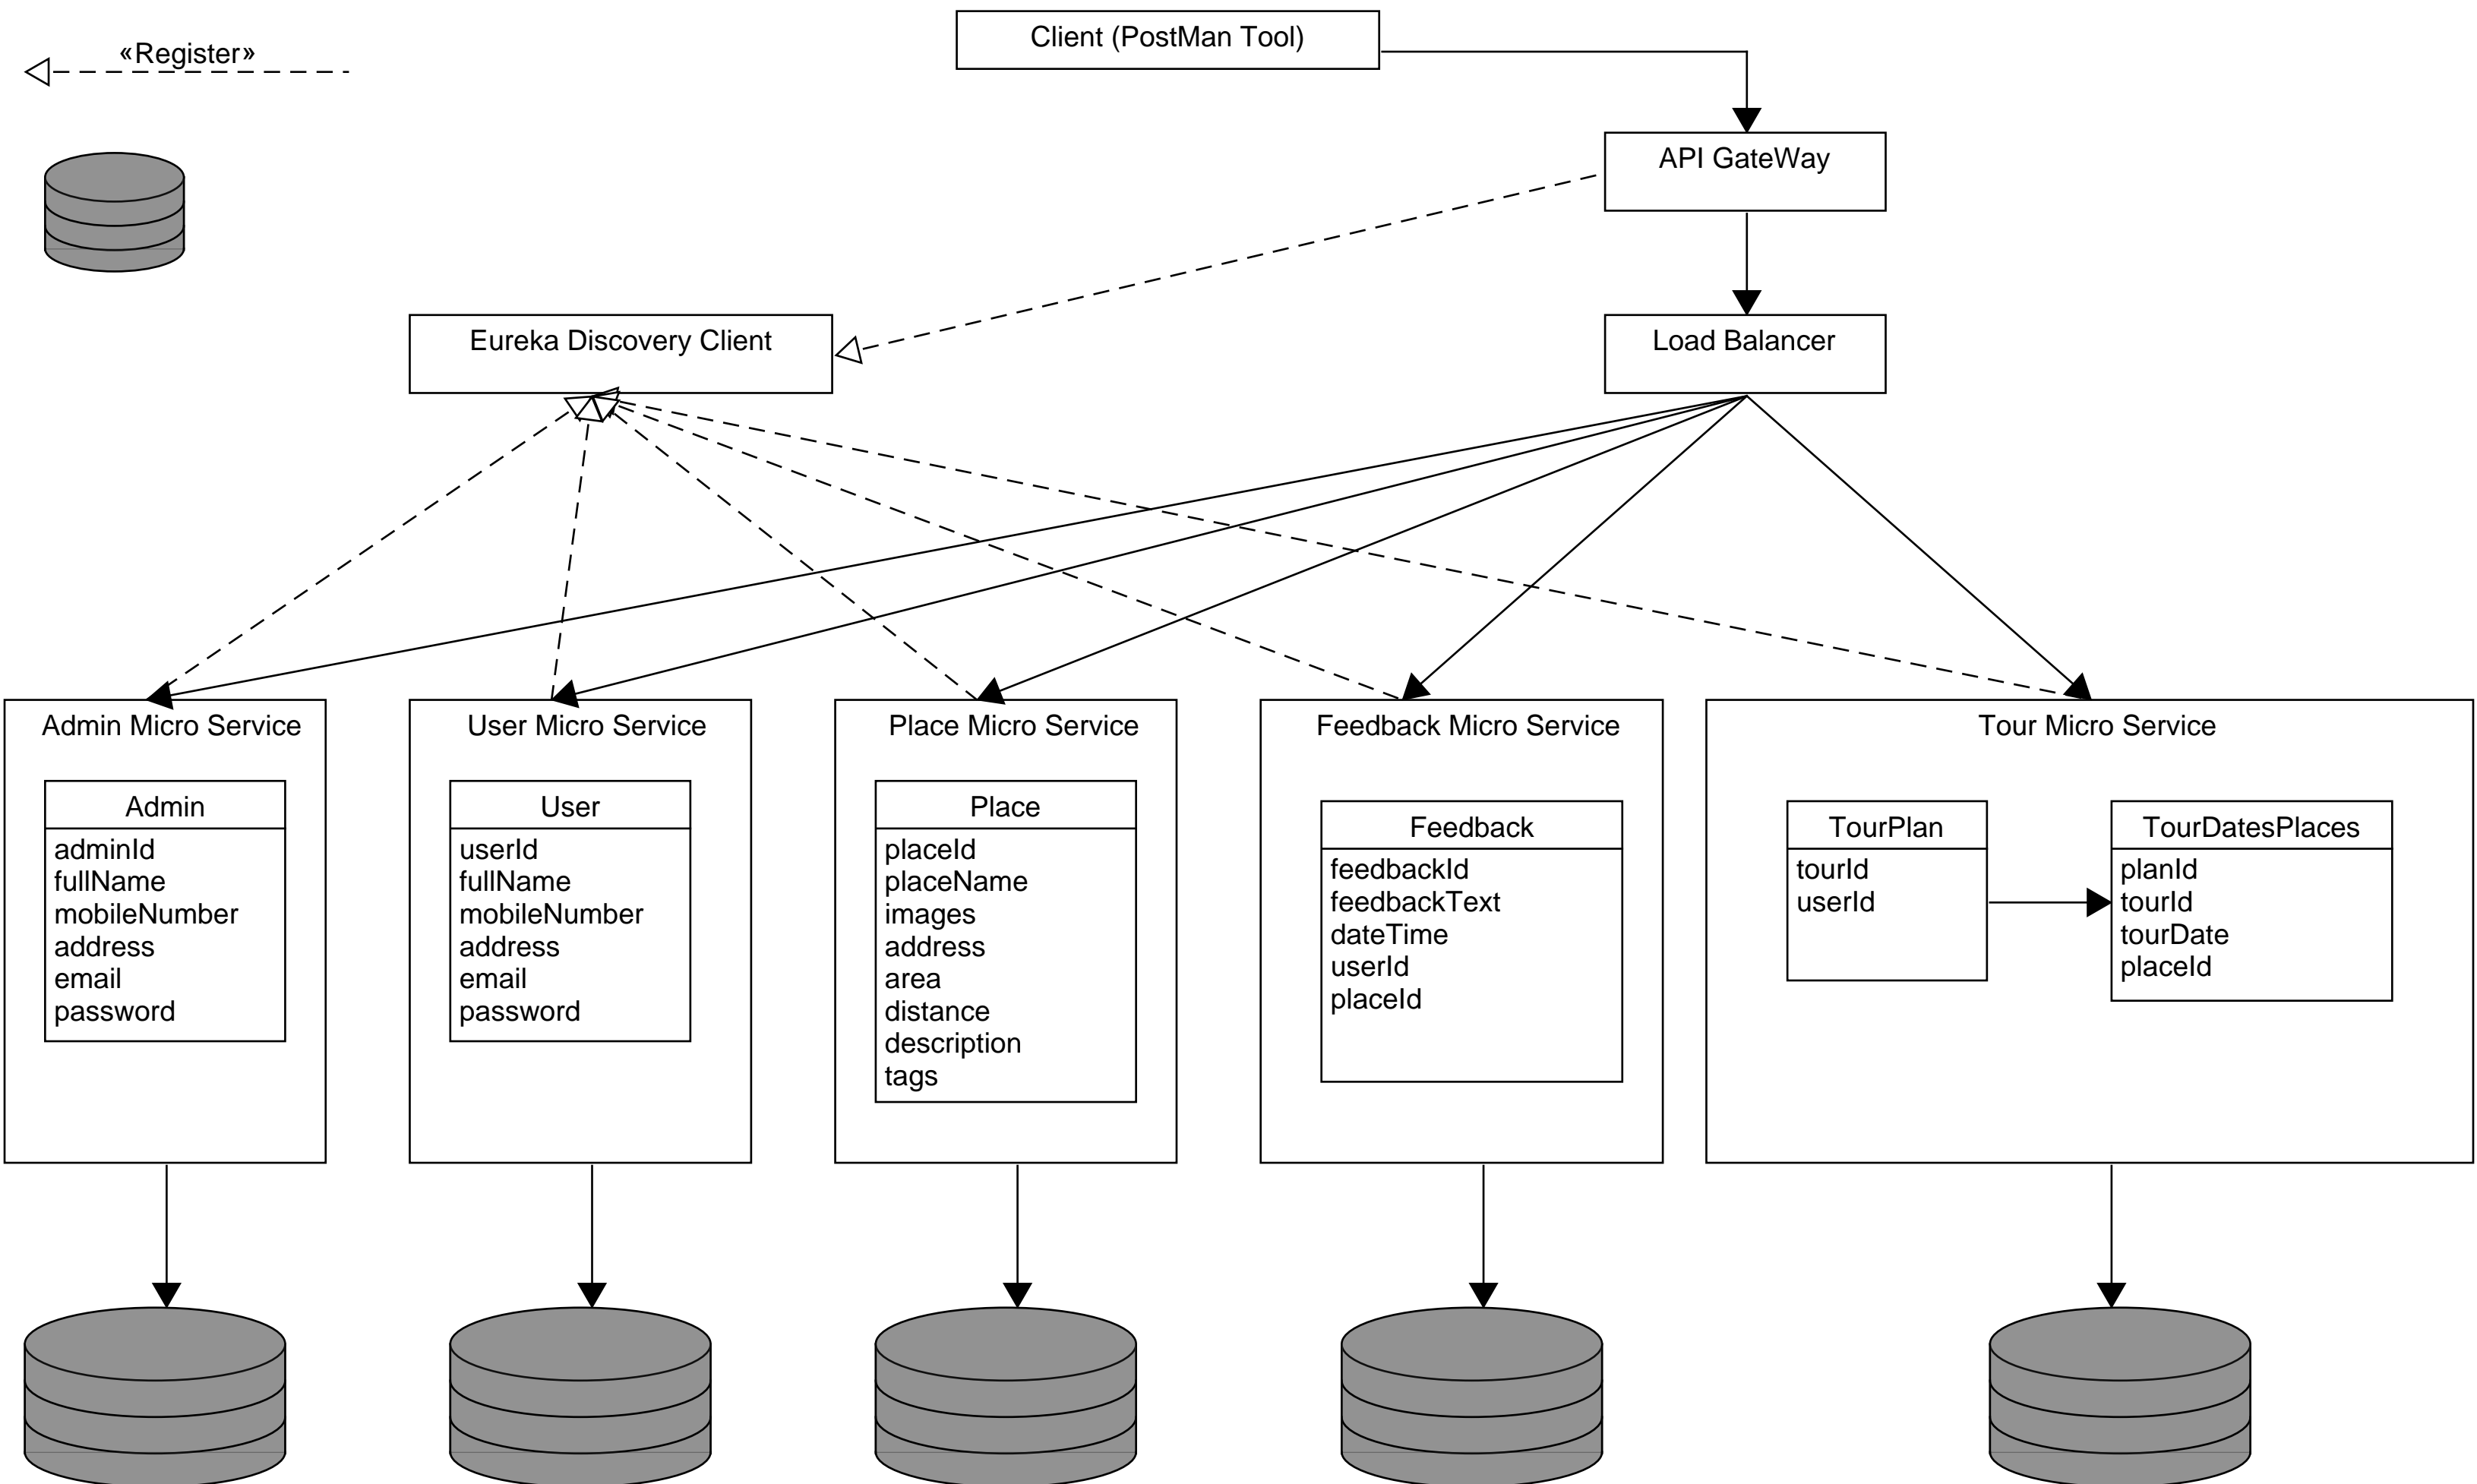 «Register»
Client (PostMan Tool)
API GateWay
Eureka Discovery Client
Load Balancer
Admin Micro Service
Admin
adminId
fullName
mobileNumber
address
email
password
User Micro Service
User
userId
fullName
mobileNumber
address
email
password
Place Micro Service
Place
placeId
placeName
images
address
area
distance
description
tags
Feedback Micro Service
Feedback
feedbackId
feedbackText
dateTime
userId
placeId
Tour Micro Service
TourPlan
tourId
userId
TourDatesPlaces
planId
tourId
tourDate
placeId